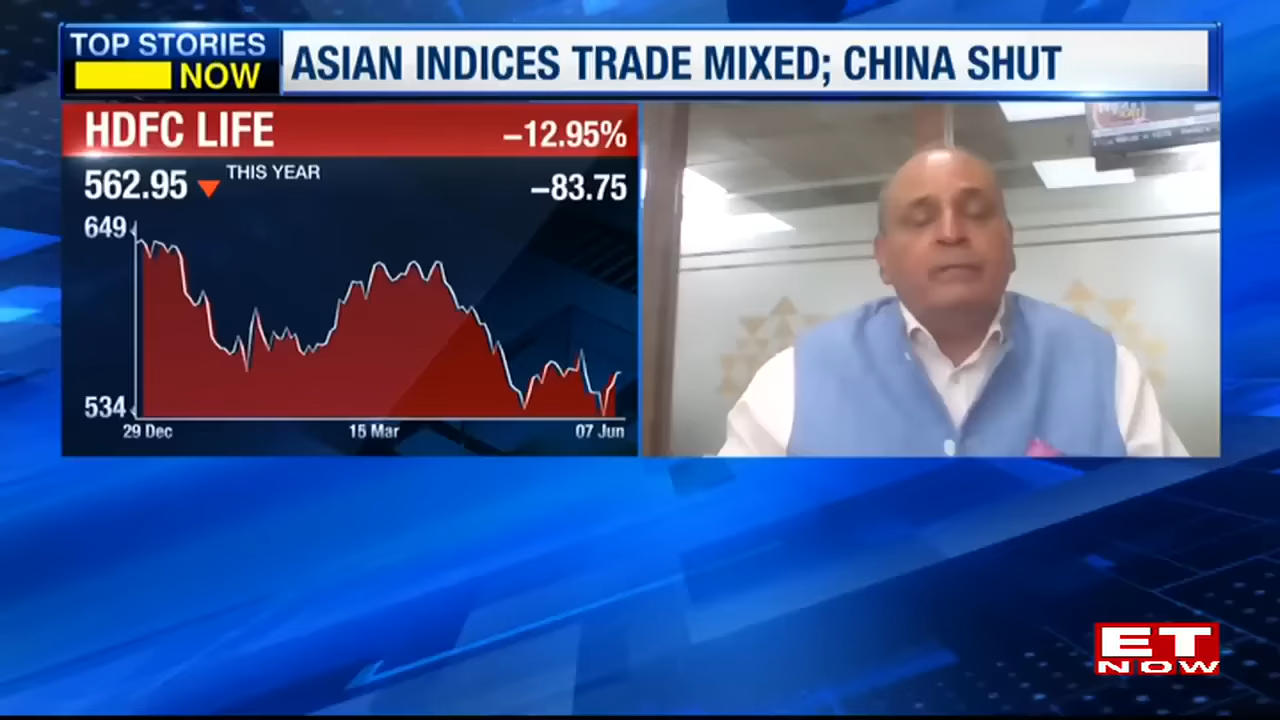 TOP STORIES
NOW
ASIAN INDICES TRADE MIXED; CHINA SHUT
HDFC LIFE
–12.95%
562.95
THIS YEAR
–83.75
649
534
29 Dec
15 Mar
07 Jun
ET
NOW